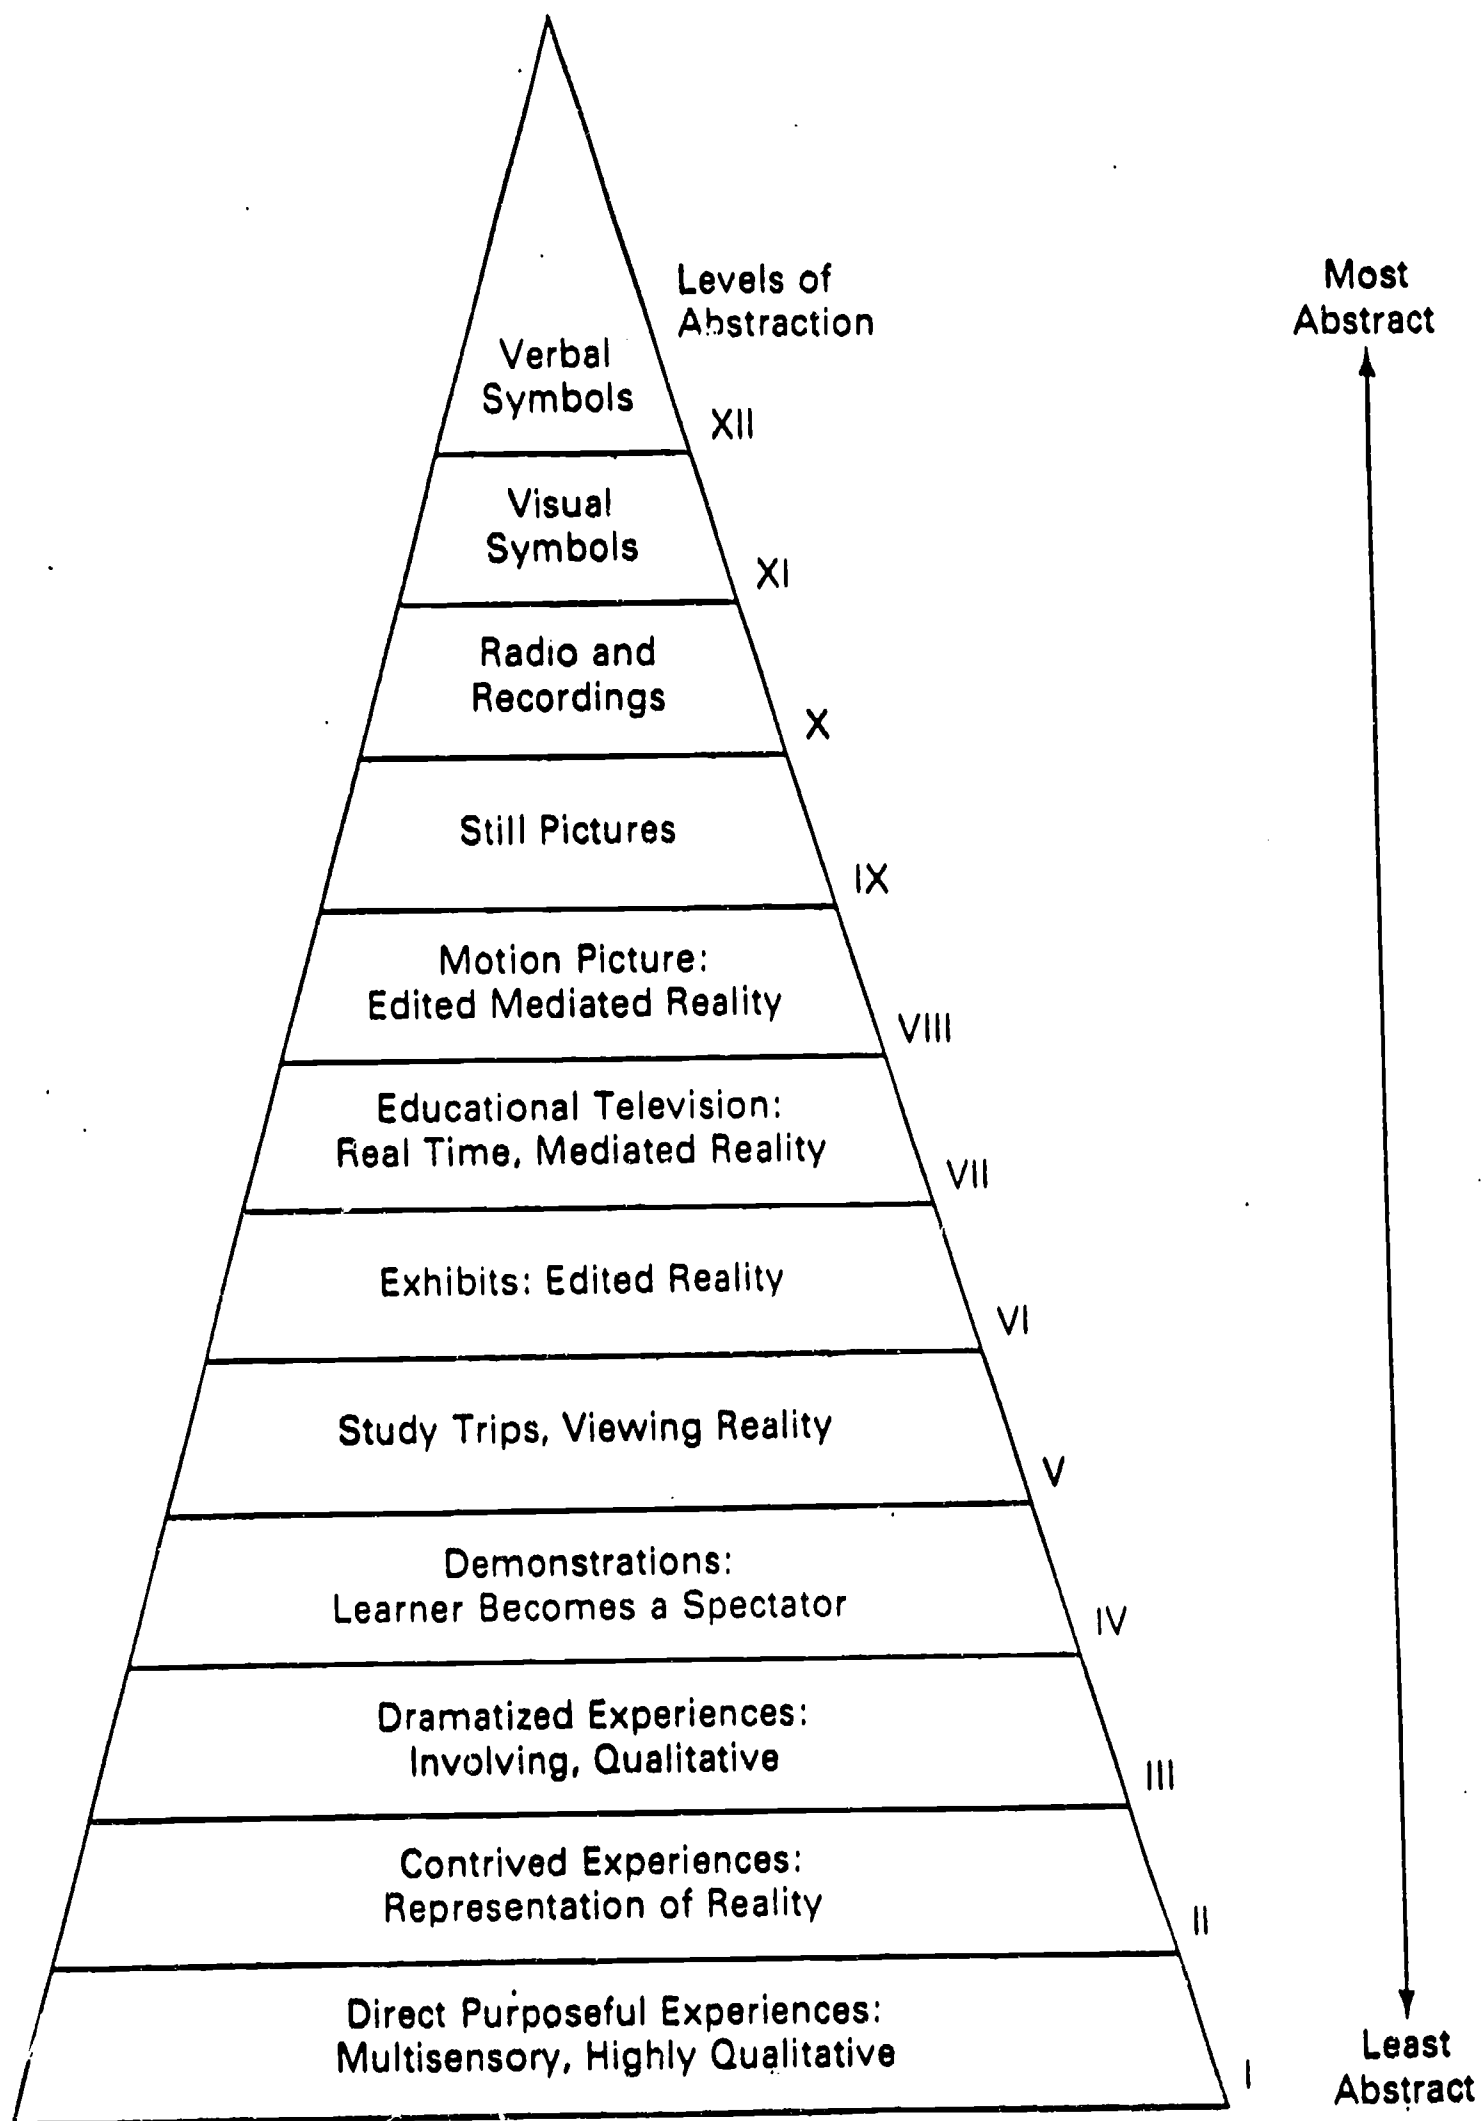 Levels of
Abstraction
Most
Abstract
Verbal
Symbols
XII
Visual
Symbols
XI
Radio and
Recordings
X
Still Pictures
IX
Motion Picture:
Edited Mediated Reality
VIII
Educational Television:
Real Time, Mediated Reality
VII
Exhibits: Edited Reality
VI
Study Trips, Viewing Reality
V
Demonstrations:
Learner Becomes a Spectator
IV
Dramatized Experiences:
Involving, Qualitative
III
Contrived Experiences:
Representation of Reality
II
Direct Purposeful Experiences:
Multisensory, Highly Qualitative
I
Least
Abstract